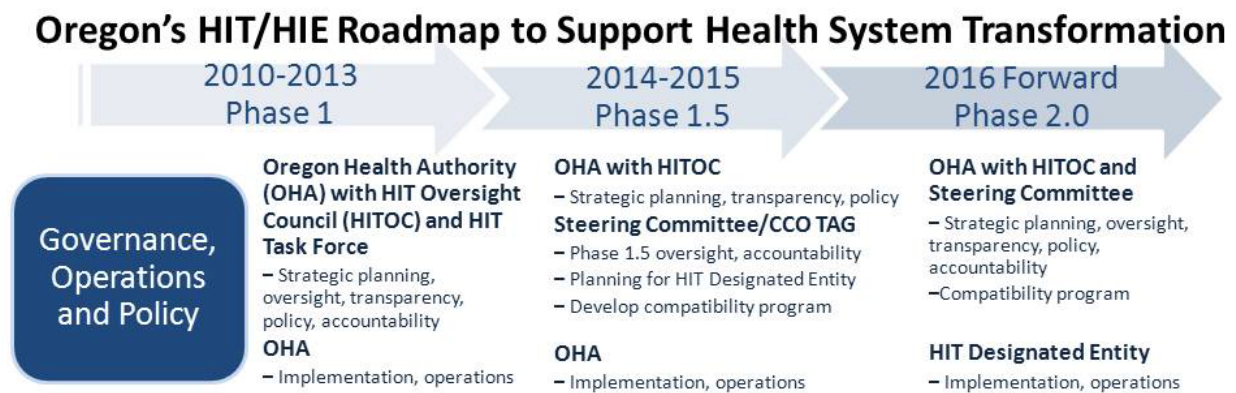 Oregon's HIT/HIE Roadmap to Support Health System Transformation
2010-2013
Phase 1
2014-2015
Phase 1.5
2016 Forward
Phase 2.0
Governance,
Operations
and Policy
Oregon Health Authority
(OHA) with HIT Oversight
Council (HITOC) and HIT
Task Force
– Strategic planning,
oversight, transparency,
policy, accountability
OHA
– Implementation, operations
OHA with HITOC
– Strategic planning, transparency, policy
Steering Committee/CCO TAG
– Phase 1.5 oversight, accountability
– Planning for HIT Designated Entity
– Develop compatibility program
OHA
– Implementation, operations
OHA with HITOC and
Steering Committee
– Strategic planning, oversight,
transparency, policy,
accountability
–Compatibility program
HIT Designated Entity
– Implementation, operations